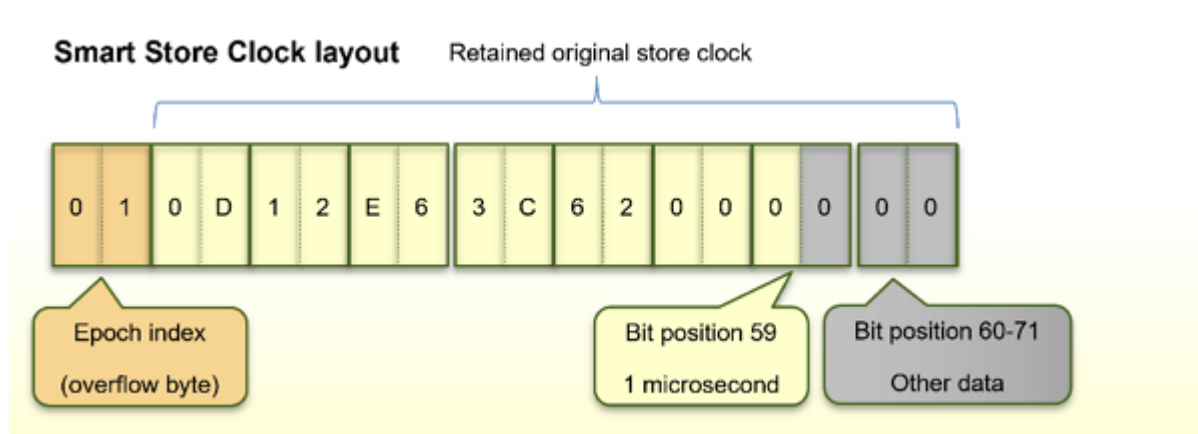 Smart Store Clock layout
Retained original store clock
0 1 0 D 1 2 E 6 3 C 6 2 0 0 0 0 0 0
Epoch index
(overflow byte)
Bit position 59
1 microsecond
Bit position 60-71
Other data